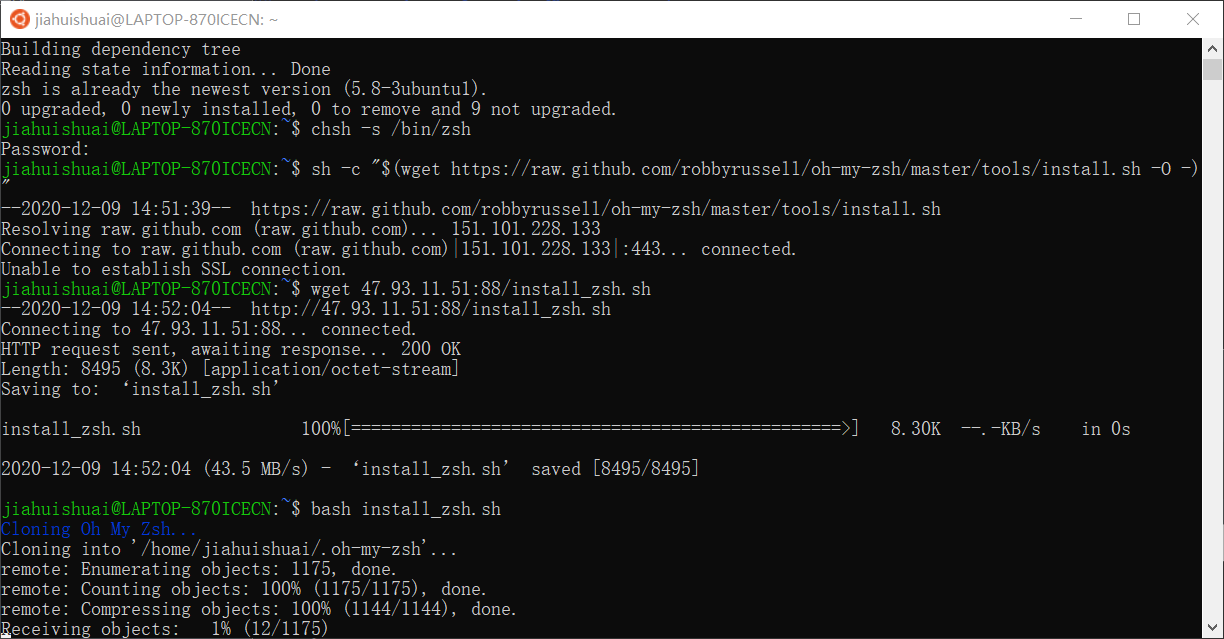 jiahuishuai@LAPTOP-870ICECN: ~
Building dependency tree
Reading state information... Done
zsh is already the newest version (5.8-3ubuntu1).
0 upgraded, 0 newly installed, 0 to remove and 9 not upgraded.
jiahuishuai@LAPTOP-870ICECN:~$ chsh -s /bin/zsh
Password:
jiahuishuai@LAPTOP-870ICECN:~$ sh -c "$(wget https://raw.github.com/robbyrussell/oh-my-zsh/master/tools/install.sh -O -)
"
--2020-12-09 14:51:39--  https://raw.github.com/robbyrussell/oh-my-zsh/master/tools/install.sh
Resolving raw.github.com (raw.github.com)... 151.101.228.133
Connecting to raw.github.com (raw.github.com)|151.101.228.133|:443... connected.
Unable to establish SSL connection.
jiahuishuai@LAPTOP-870ICECN:~$ wget 47.93.11.51:88/install_zsh.sh
--2020-12-09 14:52:04--  http://47.93.11.51:88/install_zsh.sh
Connecting to 47.93.11.51:88... connected.
HTTP request sent, awaiting response... 200 OK
Length: 8495 (8.3K) [application/octet-stream]
Saving to: ‘install_zsh.sh’
install_zsh.sh                100%[=================================================>]   8.30K  --.-KB/s    in 0s
2020-12-09 14:52:04 (43.5 MB/s) - ‘install_zsh.sh’ saved [8495/8495]
jiahuishuai@LAPTOP-870ICECN:~$ bash install_zsh.sh
Cloning Oh My Zsh...
Cloning into '/home/jiahuishuai/.oh-my-zsh'...
remote: Enumerating objects: 1175, done.
remote: Counting objects: 100% (1175/1175), done.
remote: Compressing objects: 100% (1144/1144), done.
Receiving objects:   1% (12/1175)